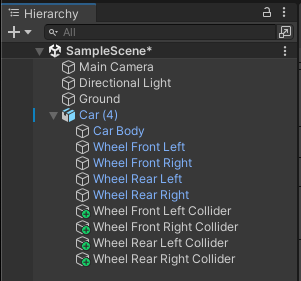 Hierarchy
All
SampleScene*
Main Camera
Directional Light
Ground
Car (4)
Car Body
Wheel Front Left
Wheel Front Right
Wheel Rear Left
Wheel Rear Right
Wheel Front Left Collider
Wheel Front Right Collider
Wheel Rear Left Collider
Wheel Rear Right Collider